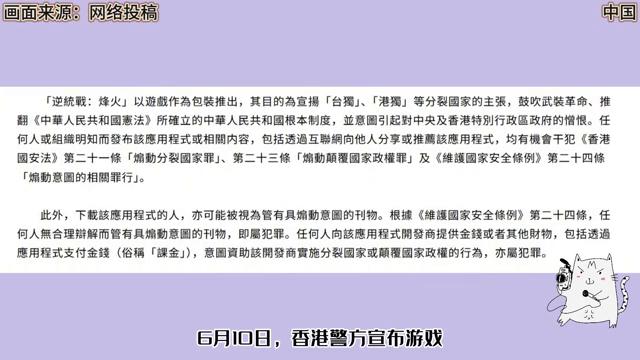 画面来源：网络投稿
中国
「逆統戰：烽火」以遊戲作為包裝推出，其目的為宣揚「台獨」、「港獨」等分裂國家的主張，鼓吹武裝革命、推
翻《中華人民共和國憲法》所確立的中華人民共和國根本制度，並意圖引起對中央及香港特別行政區政府的憎恨。任
何人或組織明知而發布該應用程式或相關內容，包括透過互聯網向他人分享或推薦該應用程式，均有機會干犯《香港
國安法》第二十一條「煽動分裂國家罪」、第二十三條「煽動顛覆國家政權罪」及《維護國家安全條例》第二十四條
「煽動意圖的相關罪行」。
此外，下載該應用程式的人，亦可能被視為管有具煽動意圖的刊物。根據《維護國家安全條例》第二十四條，任
何人無合理辯解而管有具煽動意圖的刊物，即屬犯罪。任何人向該應用程式開發商提供金錢或者其他財物，包括透過
應用程式支付金錢（俗稱「課金」），意圖資助該開發商實施分裂國家或顛覆國家政權的行為，亦屬犯罪。
6月10日，香港警方宣布游戏